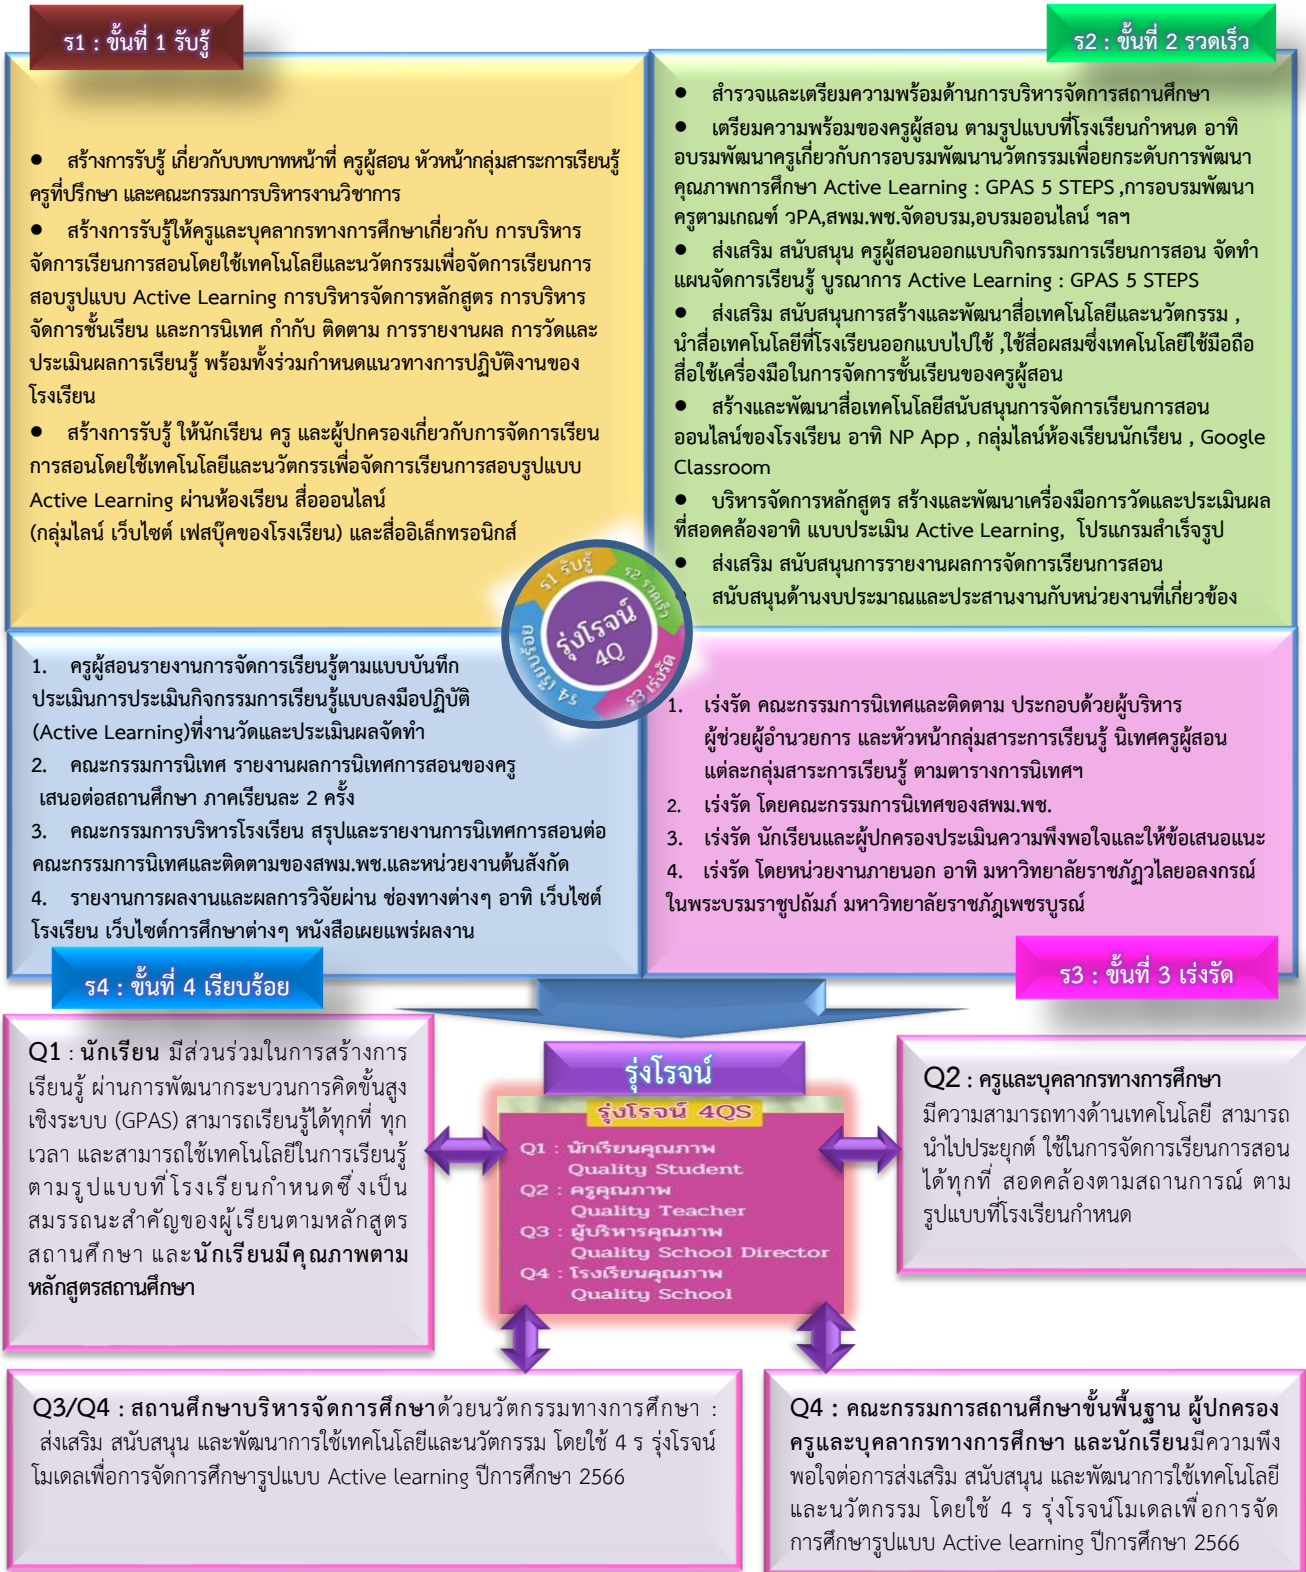 ร1 : ขั้นที่ 1 รับรู้
● สร้างการรับรู้ เกี่ยวกับบทบาทหน้าที่ ครูผู้สอน หัวหน้ากลุ่มสาระการเรียนรู้
ครูที่ปรึกษา และคณะกรรมการบริหารงานวิชาการ
● สร้างการรับรู้ให้ครูและบุคลากรทางการศึกษาเกี่ยวกับ การบริหาร
จัดการเรียนการสอนโดยใช้เทคโนโลยีและนวัตกรรมเพื่อจัดการเรียนการ
สอบรูปแบบ Active Learning การบริหารจัดการหลักสูตร การบริหาร
จัดการชั้นเรียน และการนิเทศ กำกับ ติดตาม การรายงานผล การวัดและ
ประเมินผลการเรียนรู้ พร้อมทั้งร่วมกำหนดแนวทางการปฏิบัติงานของ
โรงเรียน
● สร้างการรับรู้ ให้นักเรียน ครู และผู้ปกครองเกี่ยวกับการจัดการเรียน
การสอนโดยใช้เทคโนโลยีและนวัตกรรเพื่อจัดการเรียนการสอบรูปแบบ
Active Learning ผ่านห้องเรียน สื่อออนไลน์
(กลุ่มไลน์ เว็บไซต์ เฟสบุ๊คของโรงเรียน) และสื่ออิเล็กทรอนิกส์
ร2 : ขั้นที่ 2 รวดเร็ว
● สำรวจและเตรียมความพร้อมด้านการบริหารจัดการสถานศึกษา
● เตรียมความพร้อมของครูผู้สอน ตามรูปแบบที่โรงเรียนกำหนด อาทิ
อบรมพัฒนาครูเกี่ยวกับการอบรมพัฒนานวัตกรรมเพื่อยกระดับการพัฒนา
คุณภาพการศึกษา Active Learning : GPAS 5 STEPS ,การอบรมพัฒนา
ครูตามเกณฑ์ วPA,สพม.พช.จัดอบรม,อบรมออนไลน์ ฯลฯ
● ส่งเสริม สนับสนุน ครูผู้สอนออกแบบกิจกรรมการเรียนการสอน จัดทำ
แผนจัดการเรียนรู้ บูรณาการ Active Learning : GPAS 5 STEPS
● ส่งเสริม สนับสนุนการสร้างและพัฒนาสื่อเทคโนโลยีและนวัตกรรม ,
นำสื่อเทคโนโลยีที่โรงเรียนออกแบบไปใช้ ,ใช้สื่อผสมซึ่งเทคโนโลยีใช้มือถือ
สื่อใช้เครื่องมือในการจัดการชั้นเรียนของครูผู้สอน
● สร้างและพัฒนาสื่อเทคโนโลยีสนับสนุนการจัดการเรียนการสอน
ออนไลน์ของโรงเรียน อาทิ NP App , กลุ่มไลน์ห้องเรียนนักเรียน , Google
Classroom
● บริหารจัดการหลักสูตร สร้างและพัฒนาเครื่องมือการวัดและประเมินผล
ที่สอดคล้องอาทิ แบบประเมิน Active Learning, โปรแกรมสำเร็จรูป
● ส่งเสริม สนับสนุนการรายงานผลการจัดการเรียนการสอน
● สนับสนุนด้านงบประมาณและประสานงานกับหน่วยงานที่เกี่ยวข้อง
ร1 รับรู้
ร2 รวดเร็ว
ร3 เร่งรัด
ร4 เรียบร้อย
รุ่งโรจน์
4Q
1. ครูผู้สอนรายงานการจัดการเรียนรู้ตามแบบบันทึก
ประเมินการประเมินกิจกรรมการเรียนรู้แบบลงมือปฏิบัติ
(Active Learning)ที่งานวัดและประเมินผลจัดทำ
2. คณะกรรมการนิเทศ รายงานผลการนิเทศการสอนของครู
เสนอต่อสถานศึกษา ภาคเรียนละ 2 ครั้ง
3. คณะกรรมการบริหารโรงเรียน สรุปและรายงานการนิเทศการสอนต่อ
คณะกรรมการนิเทศและติดตามของสพม.พช.และหน่วยงานต้นสังกัด
4. รายงานการผลงานและผลการวิจัยผ่าน ช่องทางต่างๆ อาทิ เว็บไซต์
โรงเรียน เว็บไซต์การศึกษาต่างๆ หนังสือเผยแพร่ผลงาน
ร4 : ขั้นที่ 4 เรียบร้อย
1. เร่งรัด คณะกรรมการนิเทศและติดตาม ประกอบด้วยผู้บริหาร
ผู้ช่วยผู้อำนวยการ และหัวหน้ากลุ่มสาระการเรียนรู้ นิเทศครูผู้สอน
แต่ละกลุ่มสาระการเรียนรู้ ตามตารางการนิเทศฯ
2. เร่งรัด โดยคณะกรรมการนิเทศของสพม.พช.
3. เร่งรัด นักเรียนและผู้ปกครองประเมินความพึงพอใจและให้ข้อเสนอแนะ
4. เร่งรัด โดยหน่วยงานภายนอก อาทิ มหาวิทยาลัยราชภัฏวไลยอลงกรณ์
ในพระบรมราชูปถัมภ์ มหาวิทยาลัยราชภัฏเพชรบูรณ์
ร3 : ขั้นที่ 3 เร่งรัด
Q1 : นักเรียน มีส่วนร่วมในการสร้างการ
เรียนรู้ ผ่านการพัฒนากระบวนการคิดขั้นสูง
เชิงระบบ (GPAS) สามารถเรียนรู้ได้ทุกที่ ทุก
เวลา และสามารถใช้เทคโนโลยีในการเรียนรู้
ตามรูปแบบที่โรงเรียนกำหนดซึ่งเป็น
สมรรถนะสำคัญของผู้เรียนตามหลักสูตร
สถานศึกษา และนักเรียนมีคุณภาพตาม
หลักสูตรสถานศึกษา
รุ่งโรจน์
รุ่งโรจน์ 4QS
Q1 : นักเรียนคุณภาพ
Quality Student
Q2 : ครูคุณภาพ
Quality Teacher
Q3 : ผู้บริหารคุณภาพ
Quality School Director
Q4 : โรงเรียนคุณภาพ
Quality School
Q2 : ครูและบุคลากรทางการศึกษา
มีความสามารถทางด้านเทคโนโลยี สามารถ
นำไปประยุกต์ ใช้ในการจัดการเรียนการสอน
ได้ทุกที่ สอดคล้องตามสถานการณ์ ตาม
รูปแบบที่โรงเรียนกำหนด
Q3/Q4 : สถานศึกษาบริหารจัดการศึกษาด้วยนวัตกรรมทางการศึกษา :
ส่งเสริม สนับสนุน และพัฒนาการใช้เทคโนโลยีและนวัตกรรม โดยใช้ 4 ร รุ่งโรจน์
โมเดลเพื่อการจัดการศึกษารูปแบบ Active learning ปีการศึกษา 2566
Q4 : คณะกรรมการสถานศึกษาขั้นพื้นฐาน ผู้ปกครอง
ครูและบุคลากรทางการศึกษา และนักเรียนมีความพึง
พอใจต่อการส่งเสริม สนับสนุน และพัฒนาการใช้เทคโนโลยี
และนวัตกรรม โดยใช้ 4 ร รุ่งโรจน์โมเดลเพื่อการจัด
การศึกษารูปแบบ Active learning ปีการศึกษา 2566